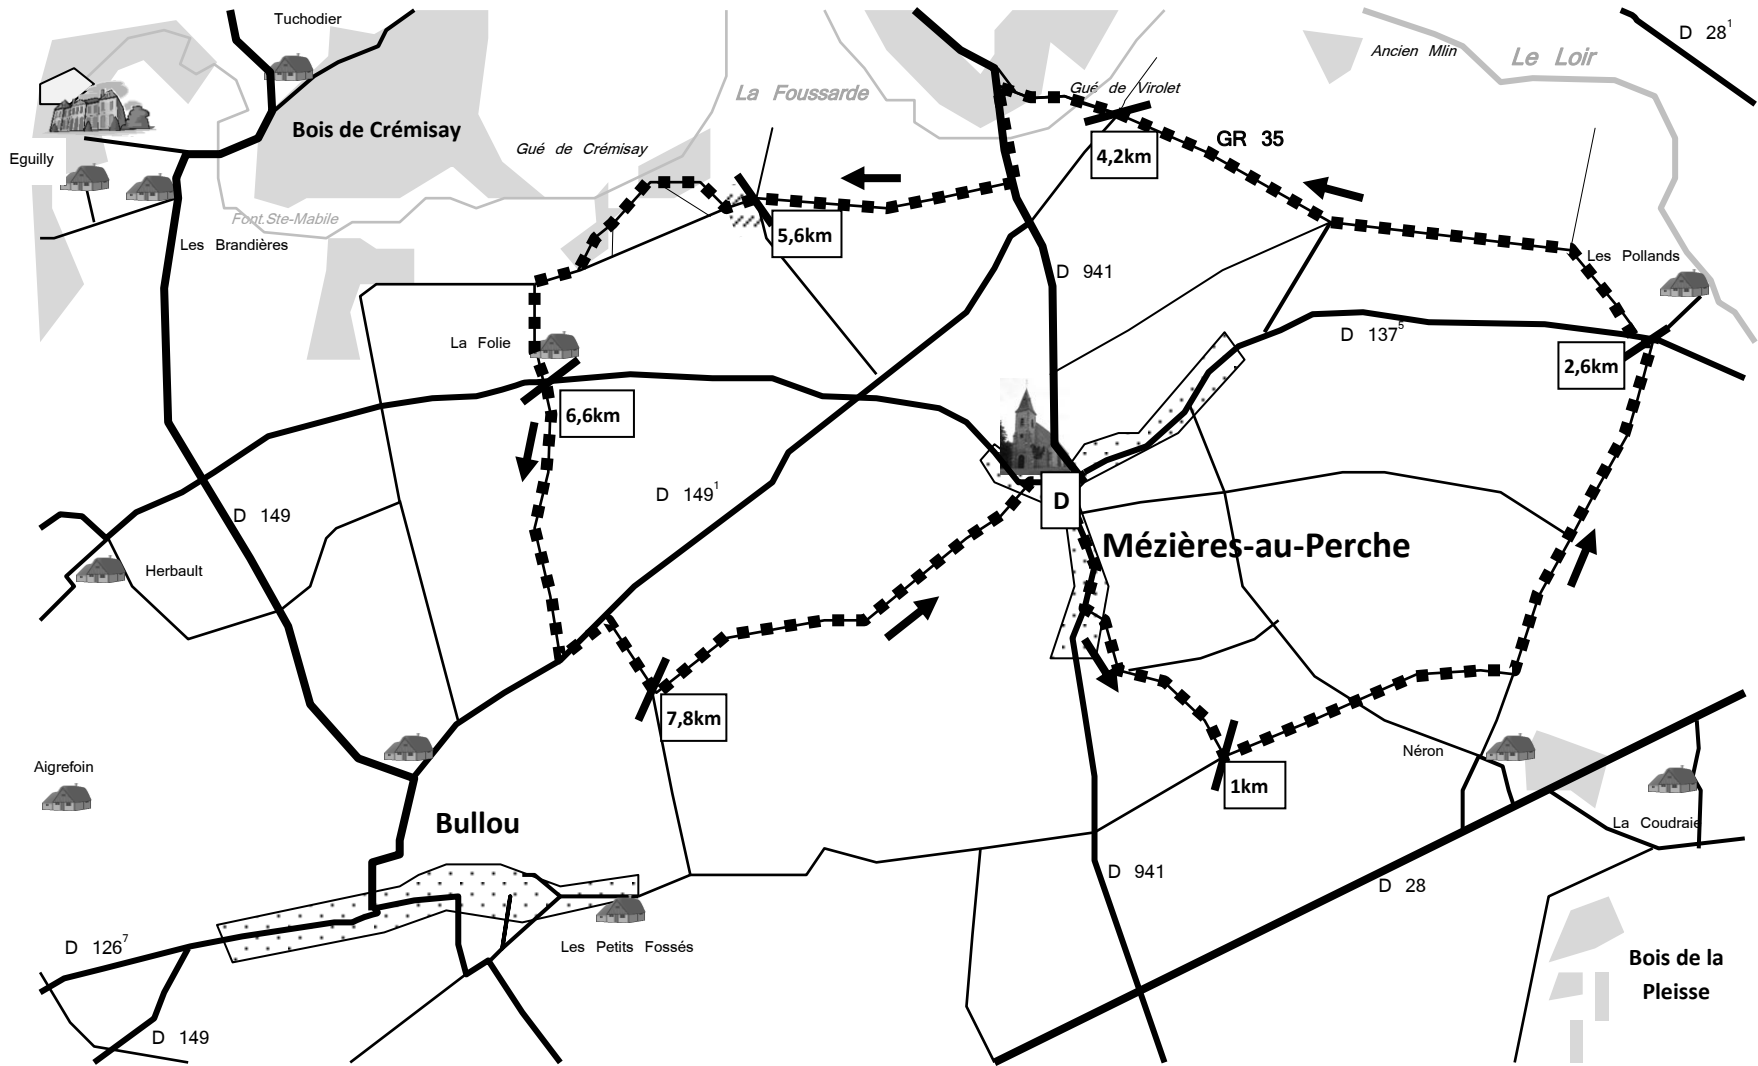 Tuchodier
D 28¹
Ancien Mlin
Le Loir
La Foussarde
Gué de Virolet
Bois de Crémisay
GR 35
Gué de Crémisay
4,2km
Eguilly
Font.Ste-Mabile
Les Brandières
5,6km
Les Pollands
D 941
La Folie
D 137⁵
2,6km
6,6km
D 149¹
D
D 149
Mézières-au-Perche
Herbault
7,8km
Néron
Aigrefoin
1km
Bullou
La Coudraie
D 941
D 28
D 126⁷
Les Petits Fossés
Bois de la
Pleisse
D 149